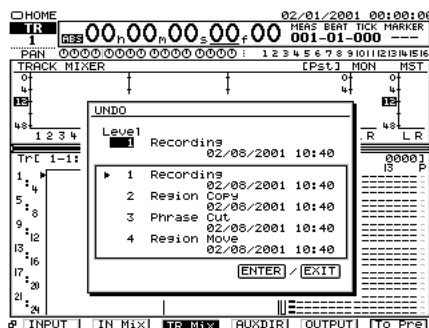 HOME 02/01/2001 00:00:00
TR 1 ABS 00h00m00s00f00 MEAS BEAT TICK MARKER
001-01-000 ---
PAN 1 2 3 4 5 6 7 8 9 10 11 12 13 14 15 16
TRACK MIXER [Pst] MON MST
0 0 0
4 4 4
12 12
48 48
1 2 3 4 L R L R
UNDO
Level
1 Recording
02/08/2001 10:40
1 Recording
02/08/2001 10:40
2 Region Copy
02/08/2001 10:40
3 Phrase Cut
02/08/2001 10:40
4 Region Move
02/08/2001 10:40
ENTER / EXIT
Tr[ 1-1: 0000]
13 P
1
4
5
8
9
12
13
16
17
20
21
24
INPUT IN Mix TR Mix AUXDIR OUTPUT To Pre